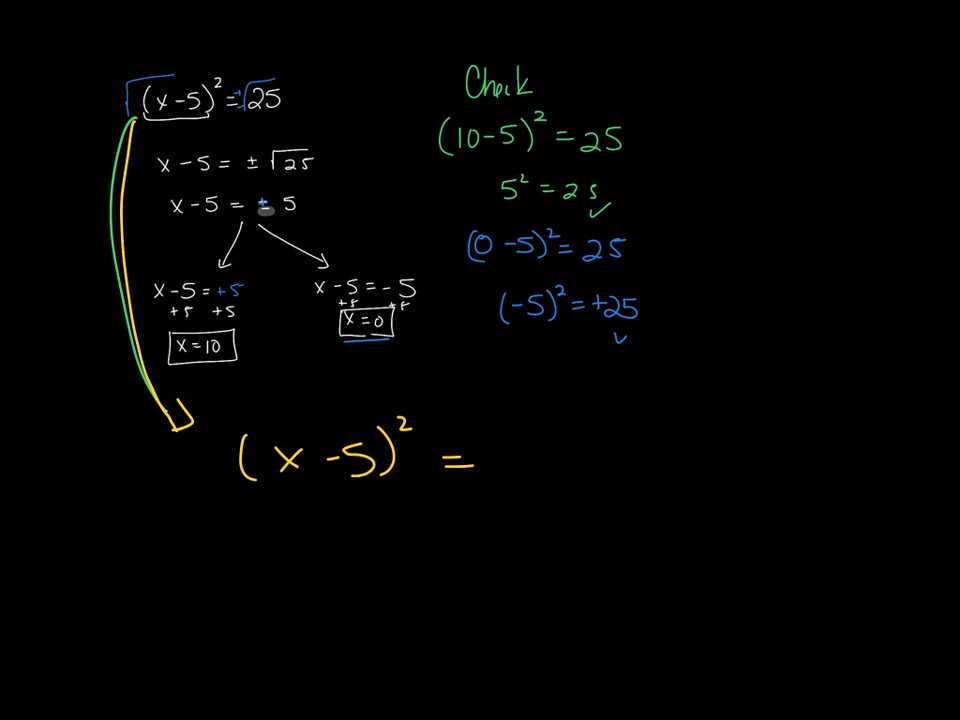 √(x-5)² = ±√25
x-5 = ± √25
x-5 = ± 5
x-5 = +5
+5 +5
x=10
x-5 = -5
+5 +5
x=0
Check
(10-5)² = 25
5² = 25 ✓
(0-5)² = 25
(-5)² = +25 ✓
(x-5)² =